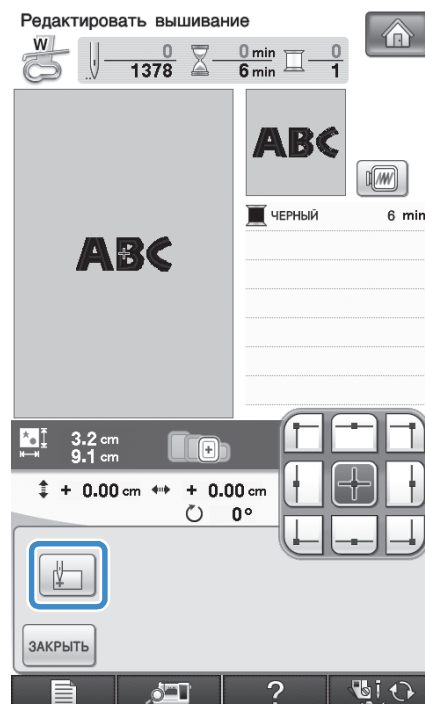 Редактировать вышивание
W
0 0 min 0
1378 6 min 1
ABC
ЧЕРНЫЙ 6 min
ABC
3.2 cm
9.1 cm
+ 0.00 cm + 0.00 cm
0°
ЗАКРЫТЬ
?